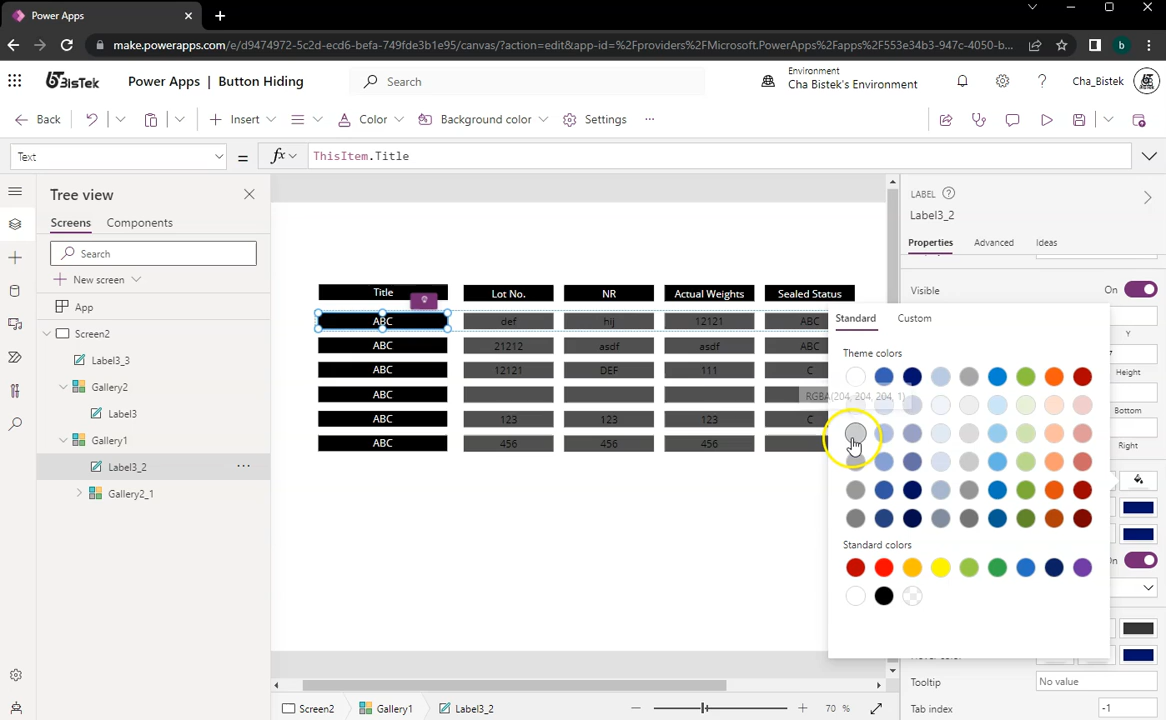 Power Apps
make.powerapps.com/e/d9474972-5c2d-ecd6-befa-749fde3b1e95/canvas/?action=edit&app-id=%2Fproviders%2FMicrosoft.PowerApps%2Fapps%2F553e34b3-947c-4050-b...
b
BISTEK
Power Apps | Button Hiding
Search
Environment
Cha Bistek's Environment
Cha_Bistek
Back
Insert
Color
Background color
Settings
Text
=
fx
ThisItem.Title
Tree view
Screens
Components
Search
New screen
App
Screen2
Label3_3
Gallery2
Label3
Gallery1
Label3_2
Gallery2_1
Title Lot No. NR Actual Weights Sealed Status
ABC def hij 12121 ABC
ABC 21212 asdf asdf ABC
ABC 12121 DEF 111 C
ABC
ABC 123 123 123 C
ABC 456 456 456
LABEL
Label3_2
Properties
Advanced
Ideas
Visible
On
Y
Height
Bottom
Right
Standard
Custom
Theme colors
RGBA(204, 204, 204, 1)
Standard colors
Tooltip
No value
Tab index
-1
Screen2
Gallery1
Label3_2
70 %